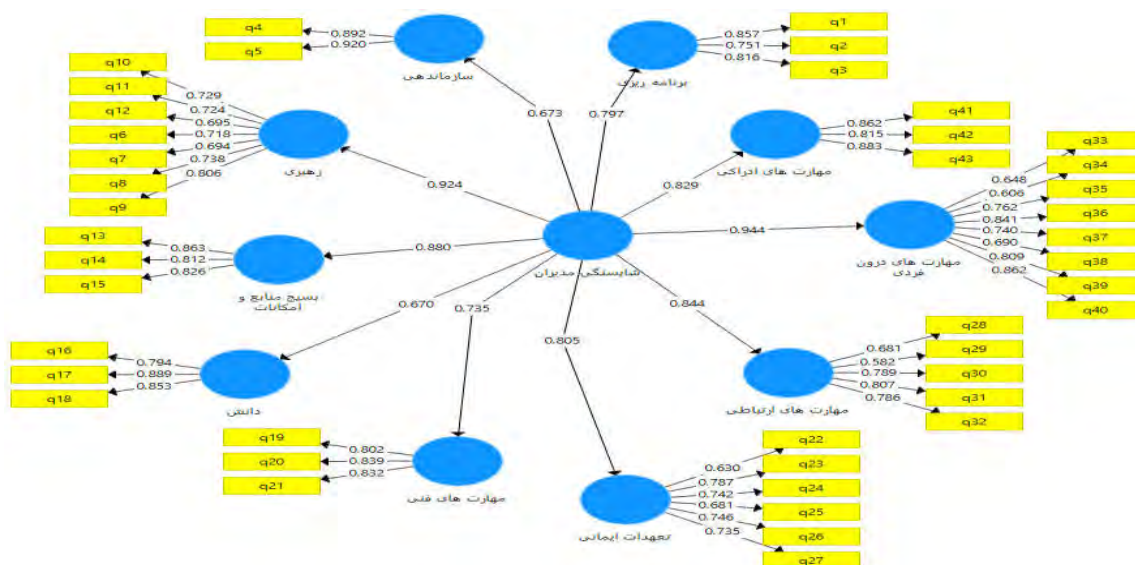 q4
q5
0.892
0.920
سازماندهی
q1
q2
q3
0.857
0.751
0.816
برنامه ریزی
0.673
0.797
q10
q11
q12
q6
q7
q8
q9
0.729
0.724
0.695
0.718
0.694
0.738
0.806
رهبری
0.924
q41
q42
q43
0.862
0.815
0.883
مهارت های ادراکی
0.829
q33
q34
q35
q36
q37
q38
q39
q40
0.648
0.606
0.762
0.841
0.740
0.690
0.809
0.862
مهارت های درون
فردی
0.944
شایستگی مدیران
q13
q14
q15
0.863
0.812
0.826
بسیج منابع و
امکانات
0.880
q16
q17
q18
0.794
0.889
0.853
دانش
0.670
q19
q20
q21
0.802
0.839
0.832
مهارت های فنی
0.735
q22
q23
q24
q25
q26
q27
0.630
0.787
0.742
0.681
0.746
0.735
تعهدات ایمانی
0.805
q28
q29
q30
q31
q32
0.681
0.582
0.789
0.807
0.786
مهارت های ارتباطی
0.844